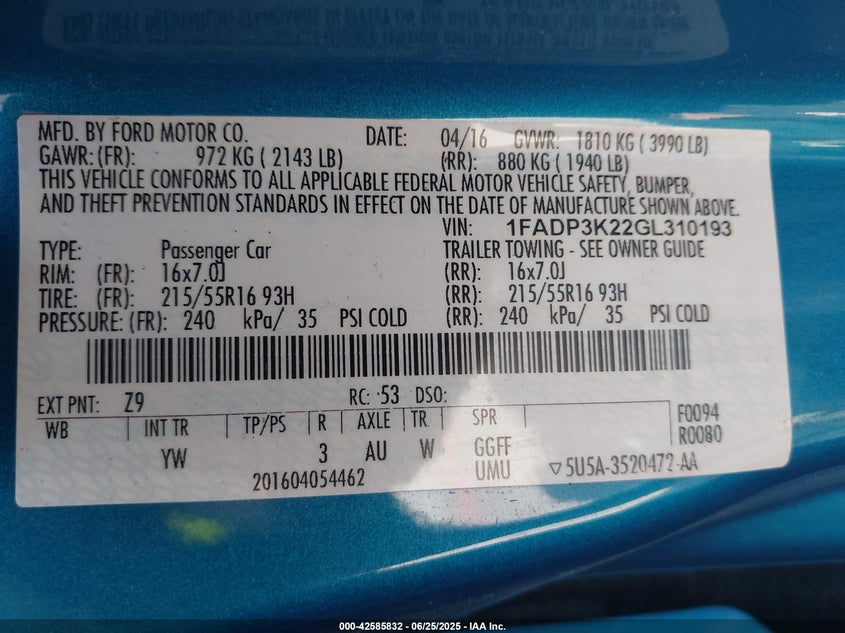 MFD. BY FORD MOTOR CO. DATE: 04/16 GVWR: 1810 KG ( 3990 LB)
GAWR: (FR): 972 KG ( 2143 LB) (RR): 880 KG ( 1940 LB)
THIS VEHICLE CONFORMS TO ALL APPLICABLE FEDERAL MOTOR VEHICLE SAFETY, BUMPER,
AND THEFT PREVENTION STANDARDS IN EFFECT ON THE DATE OF MANUFACTURE SHOWN ABOVE.
VIN: 1FADP3K22GL310193
TYPE: Passenger Car TRAILER TOWING - SEE OWNER GUIDE
RIM: (FR): 16x7.0J (RR): 16x7.0J
TIRE: (FR): 215/55R16 93H (RR): 215/55R16 93H
PRESSURE: (FR): 240 kPa/ 35 PSI COLD (RR): 240 kPa/ 35 PSI COLD
EXT PNT: Z9 RC: 53 DSO:
WB INT TR TP/PS R AXLE TR SPR F0094
YW 3 AU W GGFF R0080
201604054462 UMU ▽5U5A-3520472-AA
000-42585832 - 06/25/2025 - IAA Inc.